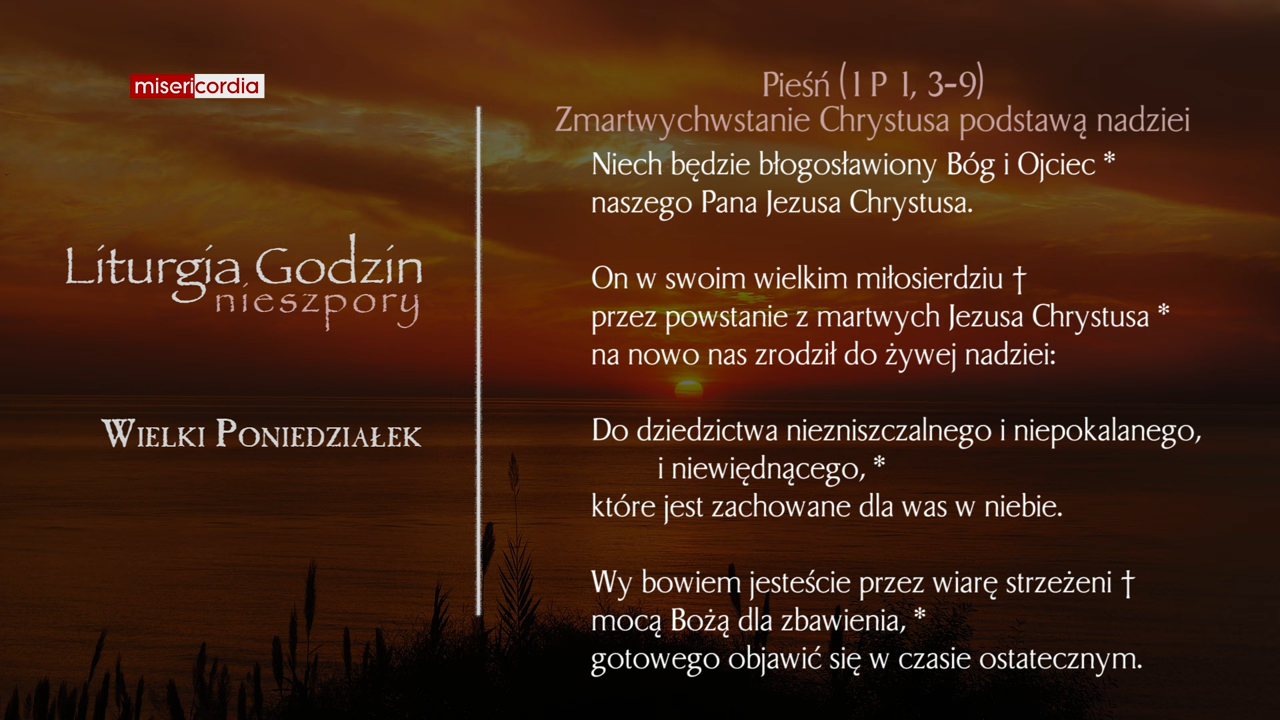 misericordia
Liturgia Godzin
nieszpory
Wielki Poniedziałek
Pieśń (1 P 1, 3-9)
Zmartwychwstanie Chrystusa podstawą nadziei
Niech będzie błogosławiony Bóg i Ojciec *
naszego Pana Jezusa Chrystusa.
On w swoim wielkim miłosierdziu †
przez powstanie z martwych Jezusa Chrystusa *
na nowo nas zrodził do żywej nadziei:
Do dziedzictwa niezniszczalnego i niepokalanego,
i niewiędnącego, *
które jest zachowane dla was w niebie.
Wy bowiem jesteście przez wiarę strzeżeni †
mocą Bożą dla zbawienia, *
gotowego objawić się w czasie ostatecznym.